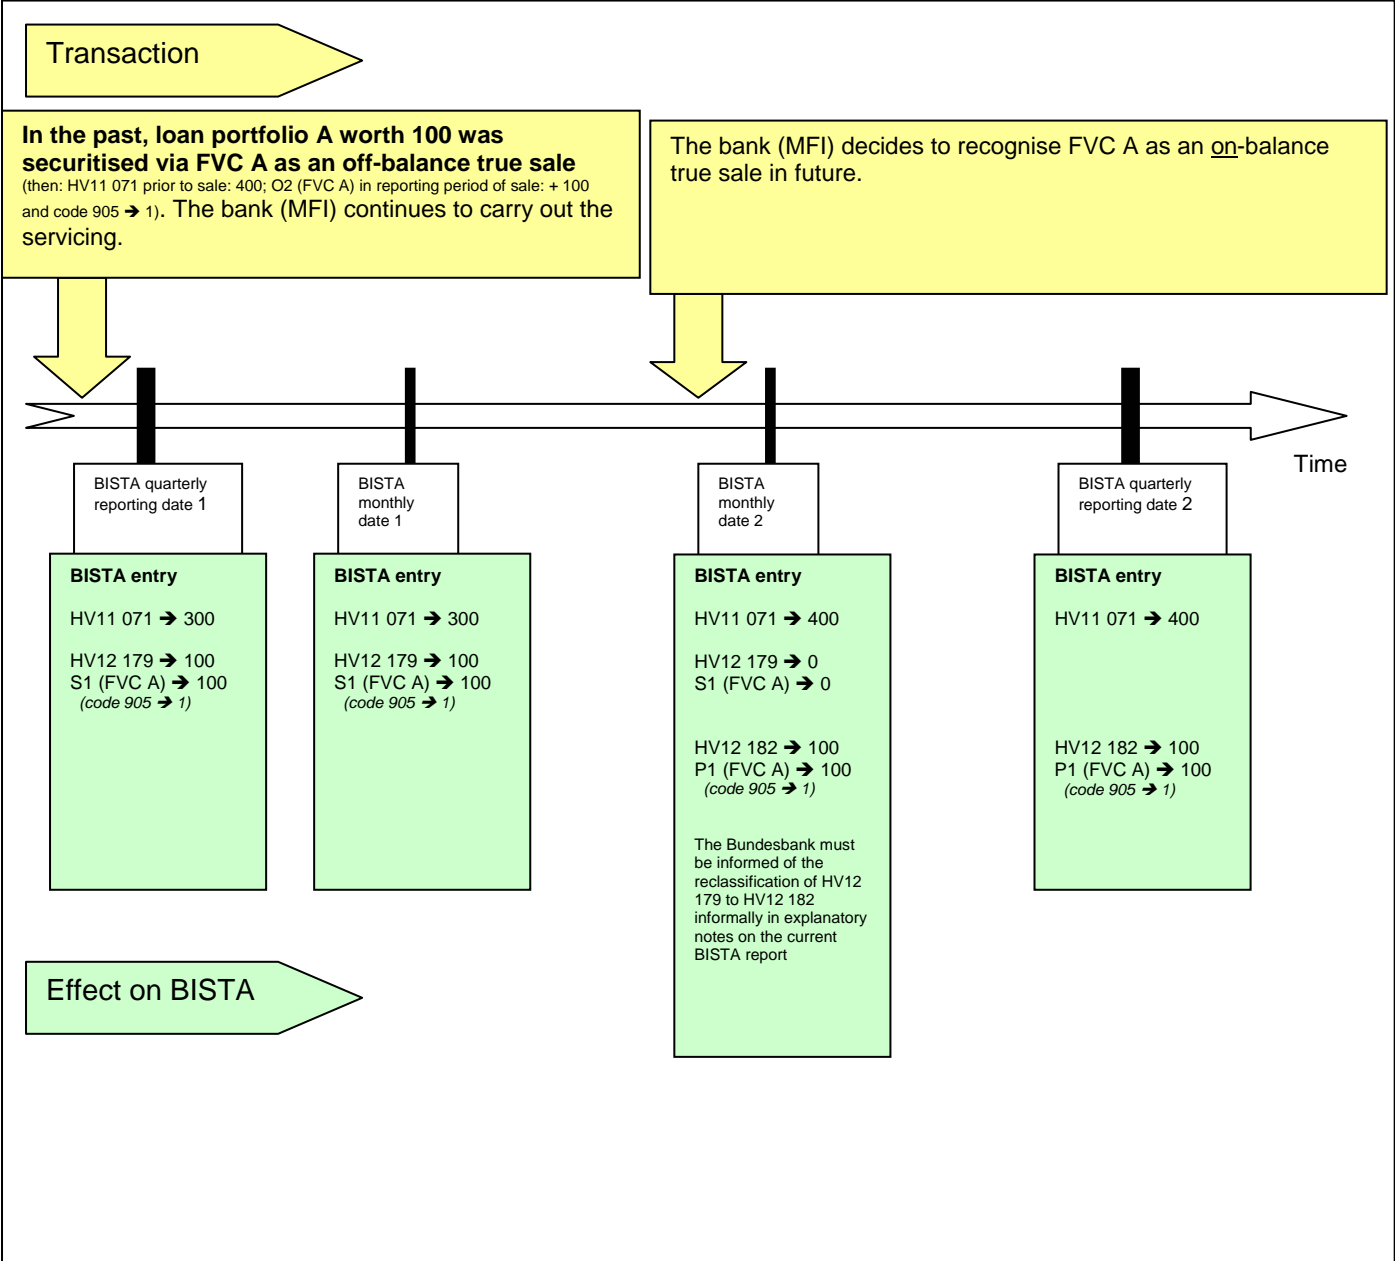 Transaction
In the past, loan portfolio A worth 100 was
securitised via FVC A as an off-balance true sale
(then: HV11 071 prior to sale: 400; O2 (FVC A) in reporting period of sale: + 100
and code 905 ➔ 1). The bank (MFI) continues to carry out the
servicing.
The bank (MFI) decides to recognise FVC A as an on-balance
true sale in future.
Time
BISTA quarterly
reporting date 1
BISTA
monthly
date 1
BISTA
monthly
date 2
BISTA quarterly
reporting date 2
BISTA entry
HV11 071 ➔ 300
HV12 179 ➔ 100
S1 (FVC A) ➔ 100
(code 905 ➔ 1)
BISTA entry
HV11 071 ➔ 300
HV12 179 ➔ 100
S1 (FVC A) ➔ 100
(code 905 ➔ 1)
BISTA entry
HV11 071 ➔ 400
HV12 179 ➔ 0
S1 (FVC A) ➔ 0
HV12 182 ➔ 100
P1 (FVC A) ➔ 100
(code 905 ➔ 1)
The Bundesbank must
be informed of the
reclassification of HV12
179 to HV12 182
informally in explanatory
notes on the current
BISTA report
BISTA entry
HV11 071 ➔ 400
HV12 182 ➔ 100
P1 (FVC A) ➔ 100
(code 905 ➔ 1)
Effect on BISTA